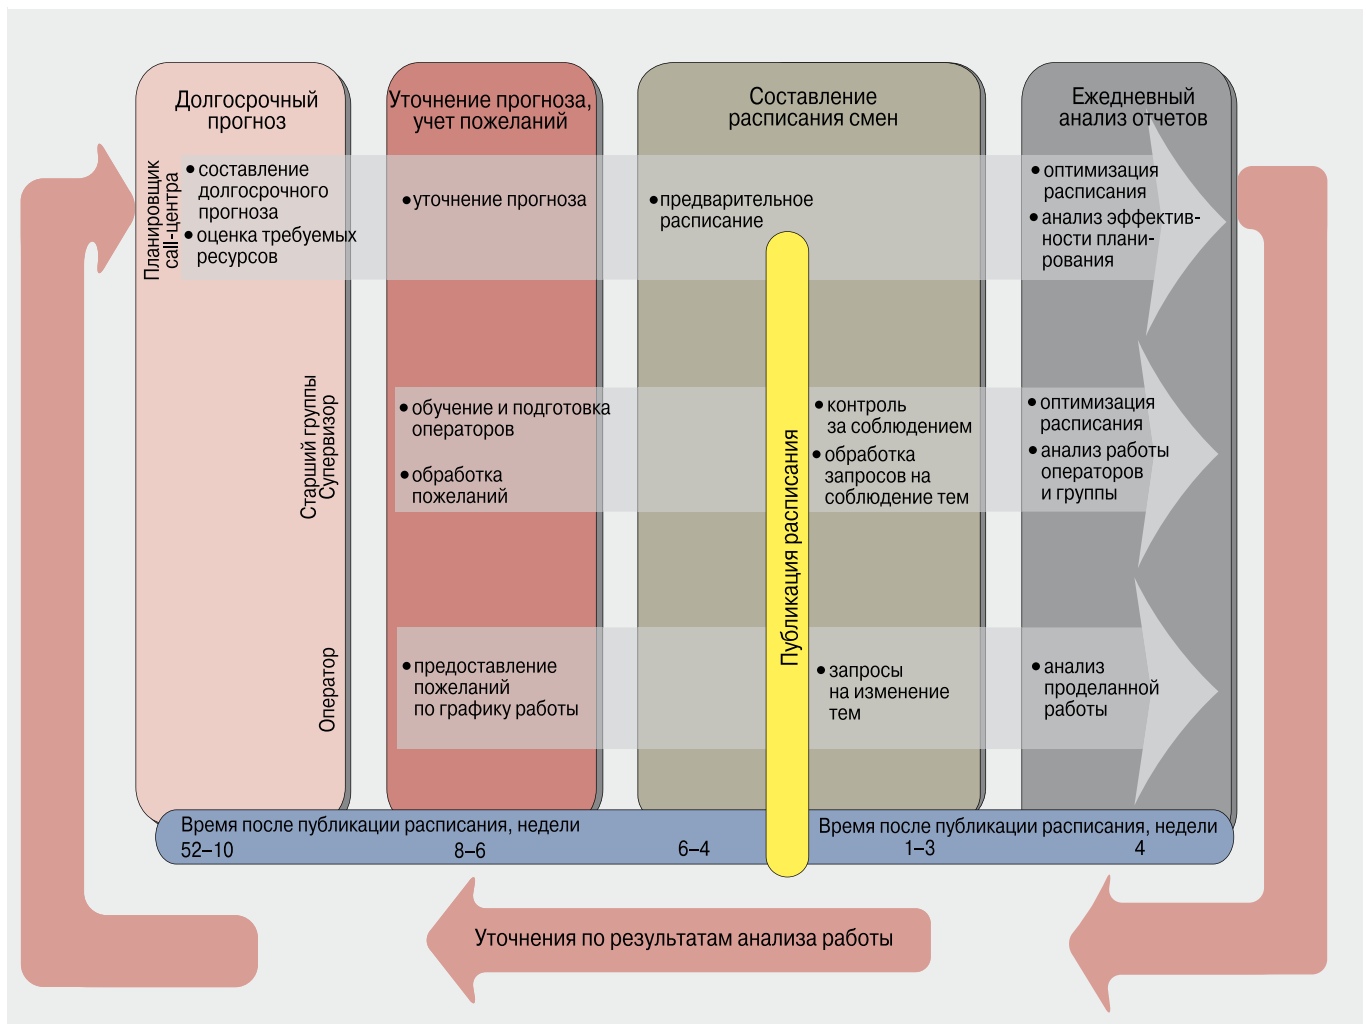 Долгосрочный
прогноз
Уточнение прогноза,
учет пожеланий
Составление
расписания смен
Ежедневный
анализ отчетов
Планировщик
call-центра
• составление
долгосрочного
прогноза
• оценка требуемых
ресурсов
• уточнение прогноза
• предварительное
расписание
• оптимизация
расписания
• анализ эффектив-
ности плани-
рования
Старший группы
Супервизор
• обучение и подготовка
операторов
• обработка
пожеланий
• контроль
за соблюдением
• обработка
запросов на
соблюдение тем
• оптимизация
расписания
• анализ работы
операторов
и группы
Публикация расписания
Оператор
• предоставление
пожеланий
по графику работы
• запросы
на изменение
тем
• анализ
проделанной
работы
Время после публикации расписания, недели
52–10
8–6
6–4
Время после публикации расписания, недели
1–3
4
Уточнения по результатам анализа работы